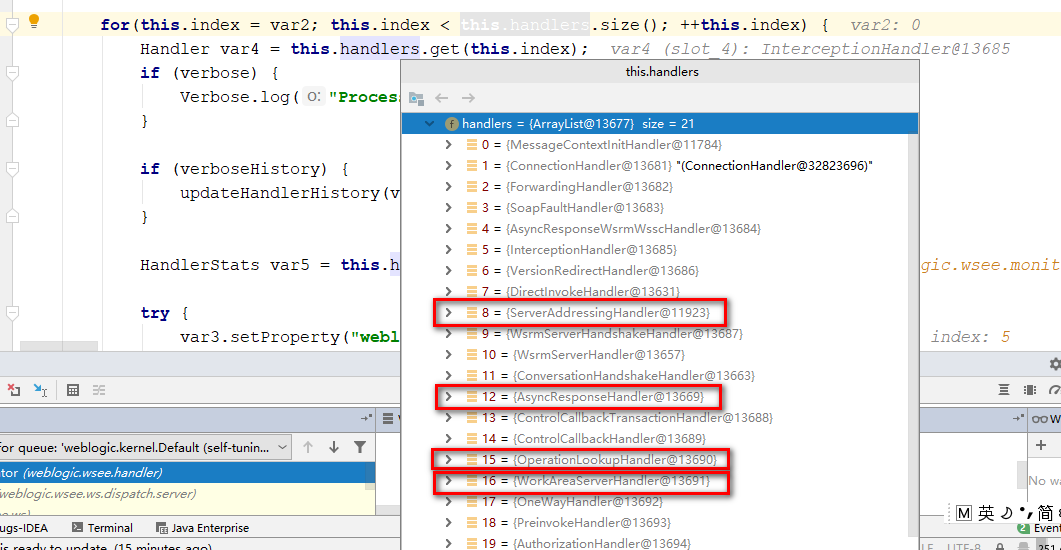 for(this.index = var2; this.index < this.handlers.size(); ++this.index) {  var2: 0
Handler var4 = this.handlers.get(this.index);  var4 (slot_4): InterceptionHandler@13685
if (verbose) {
Verbose.log( o: "Process
}
if (verboseHistory) {
updateHandlerHistory(v
}
HandlerStats var5 = this.h
gic.wsee.monit
try {
var3.setProperty("webl
index: 5
this.handlers
handlers = {ArrayList@13677} size = 21
0 = {MessageContextInitHandler@11784}
1 = {ConnectionHandler@13681} "(ConnectionHandler@32823696)"
2 = {ForwardingHandler@13682}
3 = {SoapFaultHandler@13683}
4 = {AsyncResponseWsrmWsscHandler@13684}
5 = {InterceptionHandler@13685}
6 = {VersionRedirectHandler@13686}
7 = {DirectInvokeHandler@13631}
8 = {ServerAddressingHandler@11923}
9 = {WsrmServerHandshakeHandler@13687}
10 = {WsrmServerHandler@13657}
11 = {ConversationHandshakeHandler@13663}
12 = {AsyncResponseHandler@13669}
13 = {ControlCallbackTransactionHandler@13688}
14 = {ControlCallbackHandler@13689}
15 = {OperationLookupHandler@13690}
16 = {WorkAreaServerHandler@13691}
17 = {OneWayHandler@13692}
18 = {PreinvokeHandler@13693}
19 = {AuthorizationHandler@13694}
for queue: 'weblogic.kernel.Default (self-tunin...
tor (weblogic.wsee.handler)
(weblogic.wsee.ws.dispatch.server)
No wa
M 英 简
ugs-IDEA
Terminal
Java Enterprise
2 Event
is ready to update. (15 minutes ago)
LF UTF-8